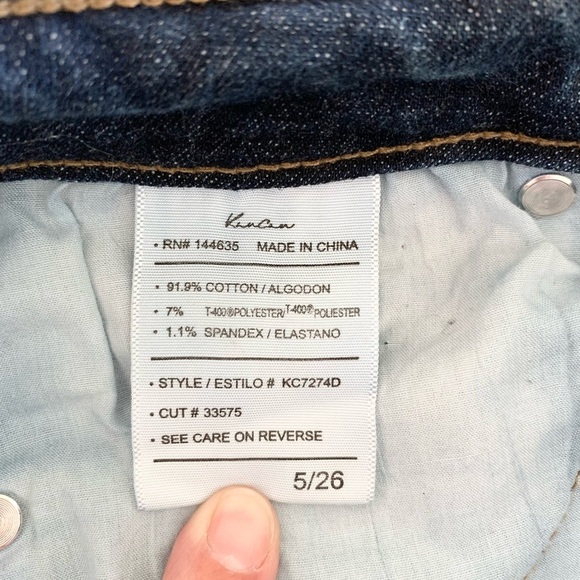 KanCan
• RN# 144635 MADE IN CHINA
• 91.9% COTTON / ALGODON
• 7% T-400®POLYESTER/T-400®POLIESTER
• 1.1% SPANDEX / ELASTANO
• STYLE / ESTILO # KC7274D
• CUT # 33575
• SEE CARE ON REVERSE
5/26